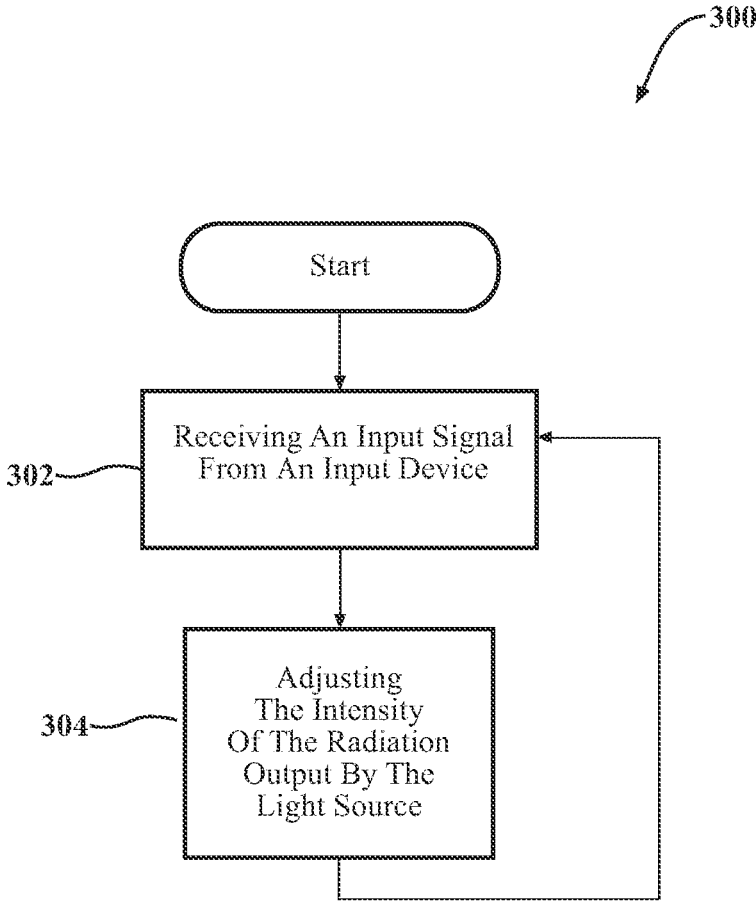 300
Start
Receiving An Input Signal
From An Input Device
302
Adjusting
The Intensity
Of The Radiation
Output By The
Light Source
304